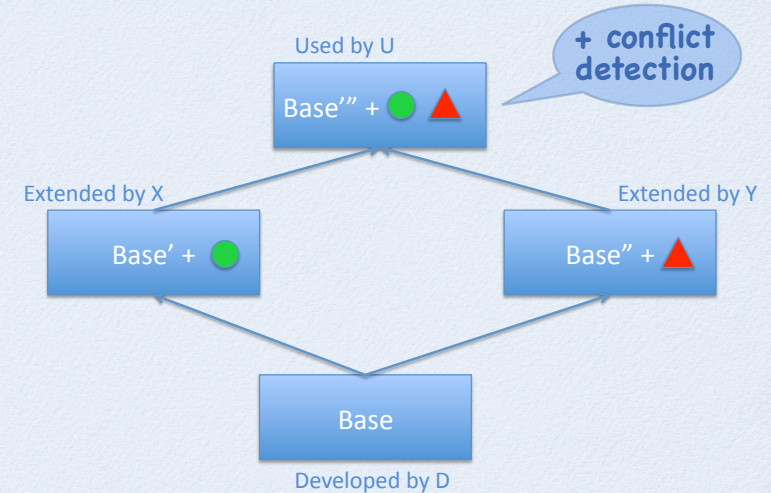 Used by U
+ conflict
detection
Base’” +
Extended by X
Extended by Y
Base’ +
Base” +
Base
Developed by D